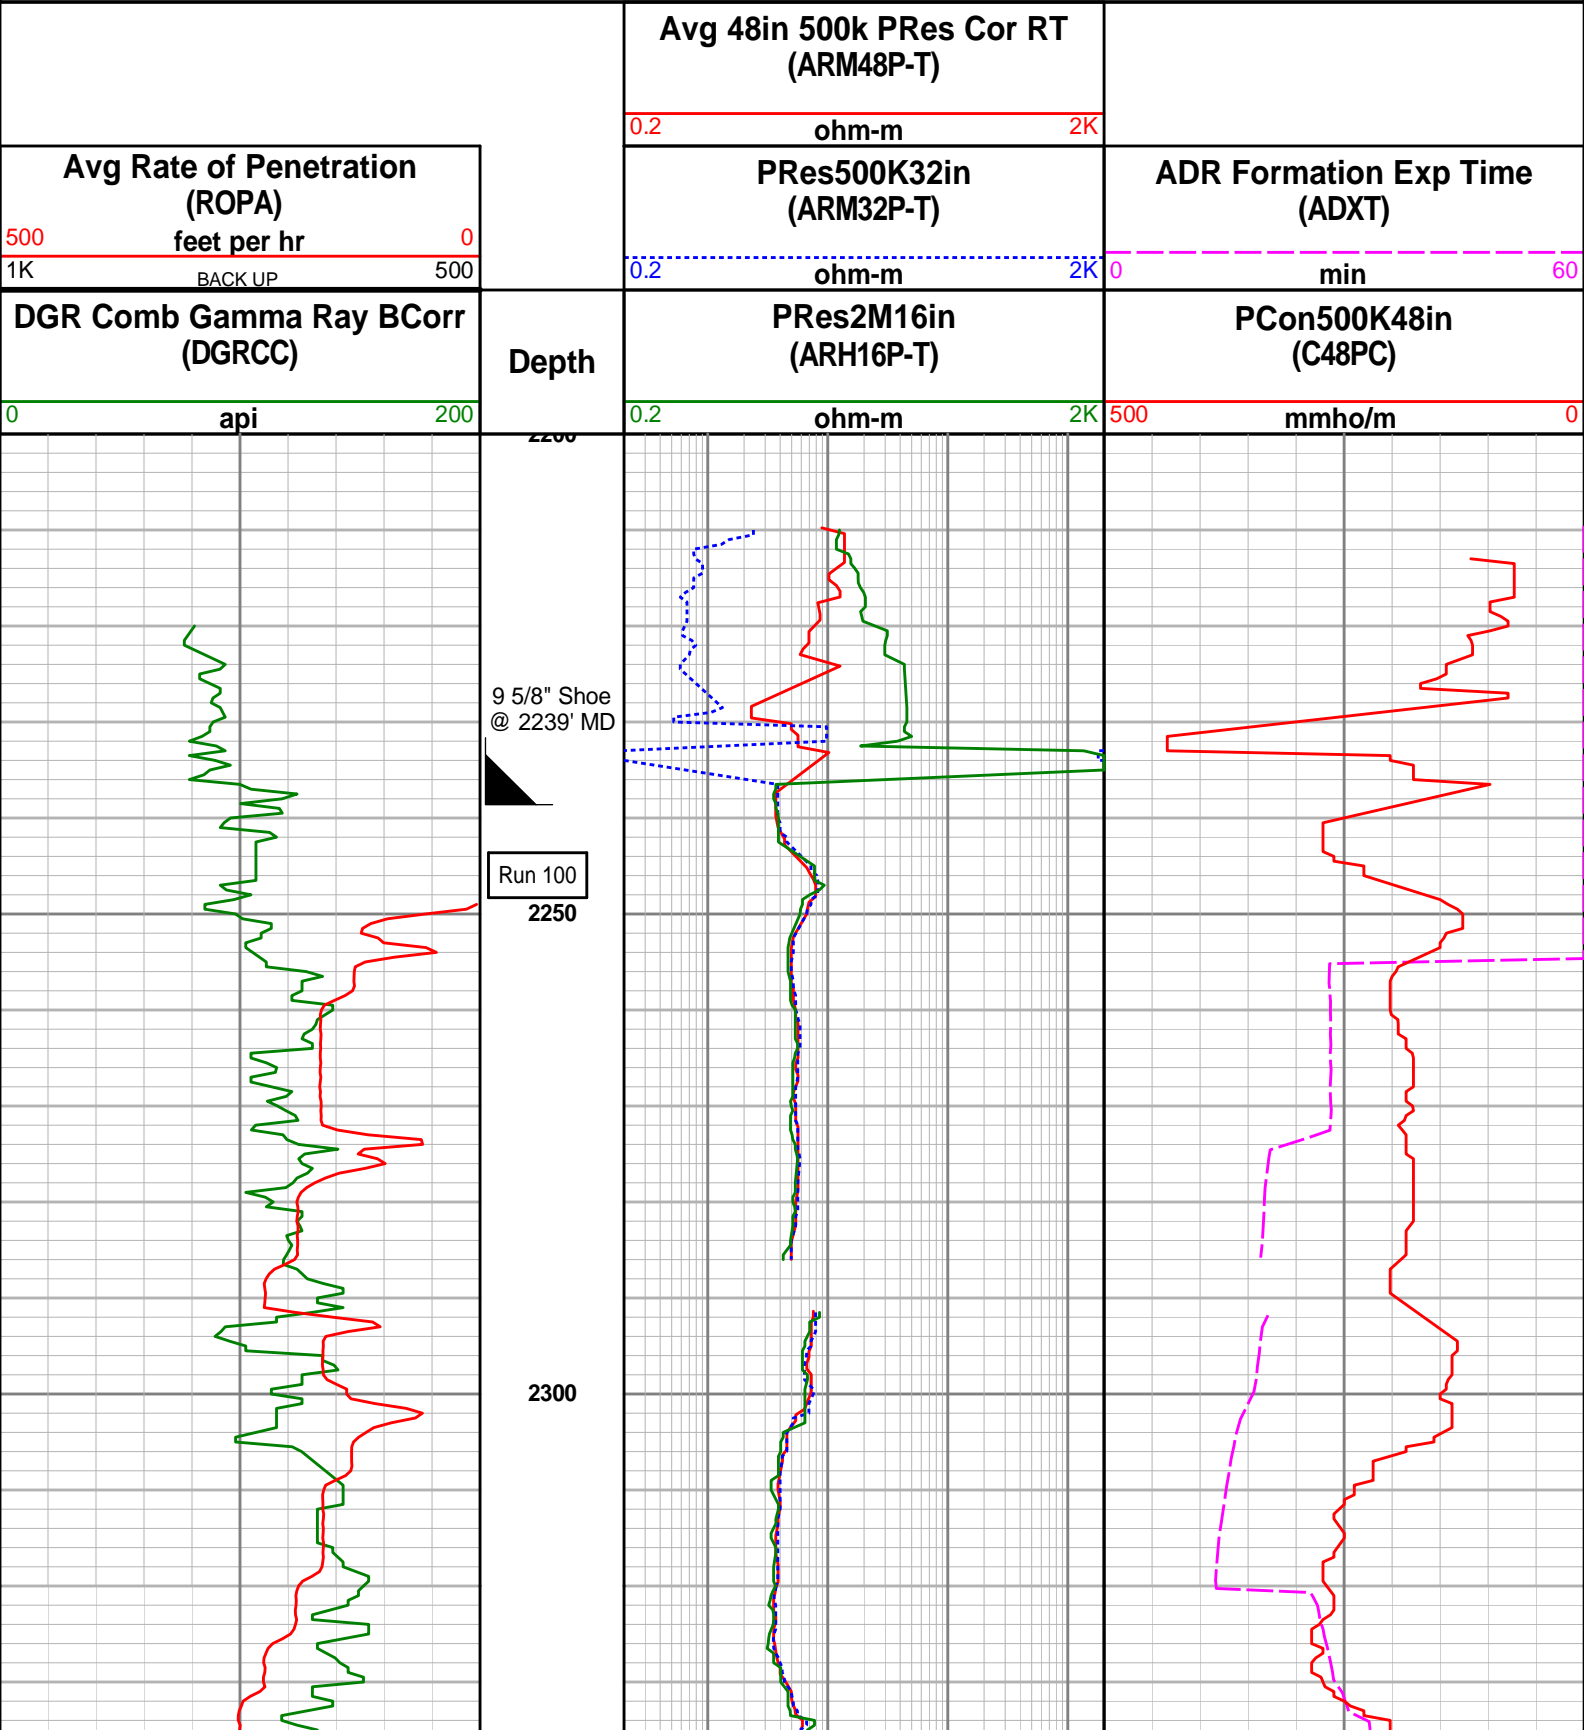 Avg 48in 500k PRes Cor RT
(ARM48P-T)
0.2 ohm-m 2K
Avg Rate of Penetration
(ROPA)
500 feet per hr 0
1K BACK UP 500
PRes500K32in
(ARM32P-T)
0.2 ohm-m 2K
ADR Formation Exp Time
(ADXT)
0 min 60
DGR Comb Gamma Ray BCorr
(DGRCC)
0 api 200
Depth
PRes2M16in
(ARH16P-T)
0.2 ohm-m 2K
PCon500K48in
(C48PC)
500 mmho/m 0
2200
9 5/8" Shoe
@ 2239' MD
Run 100
2250
2300